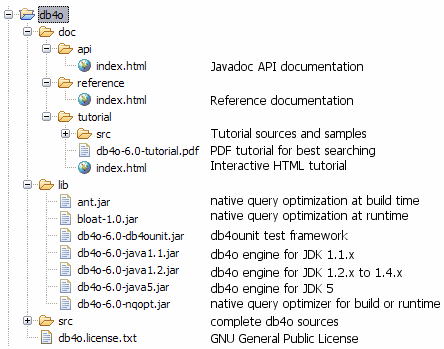 db4o
doc
api
index.html Javadoc API documentation
reference
index.html Reference documentation
tutorial
src Tutorial sources and samples
db4o-6.0-tutorial.pdf PDF tutorial for best searching
index.html Interactive HTML tutorial
lib
ant.jar native query optimization at build time
bloat-1.0.jar native query optimization at runtime
db4o-6.0-db4ounit.jar db4ounit test framework
db4o-6.0-java1.1.jar db4o engine for JDK 1.1.x
db4o-6.0-java1.2.jar db4o engine for JDK 1.2.x to 1.4.x
db4o-6.0-java5.jar db4o engine for JDK 5
db4o-6.0-nqopt.jar native query optimizer for build or runtime
src complete db4o sources
db4o.license.txt GNU General Public License